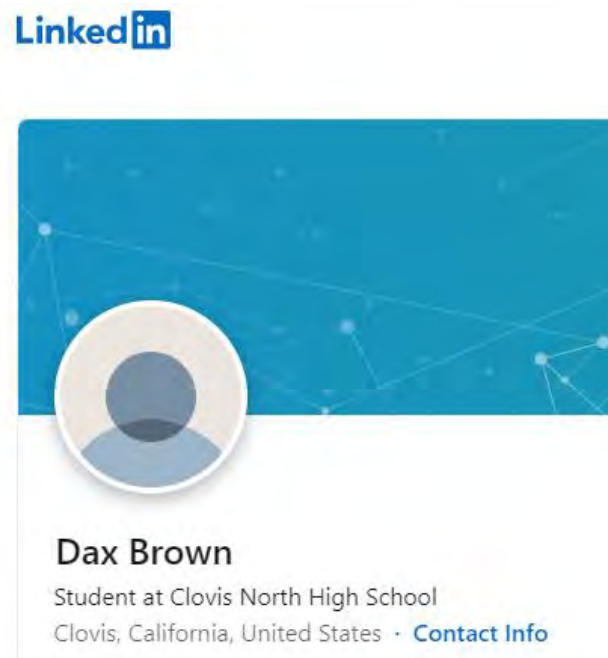 Linkedin
Dax Brown
Student at Clovis North High School
Clovis, California, United States · Contact Info